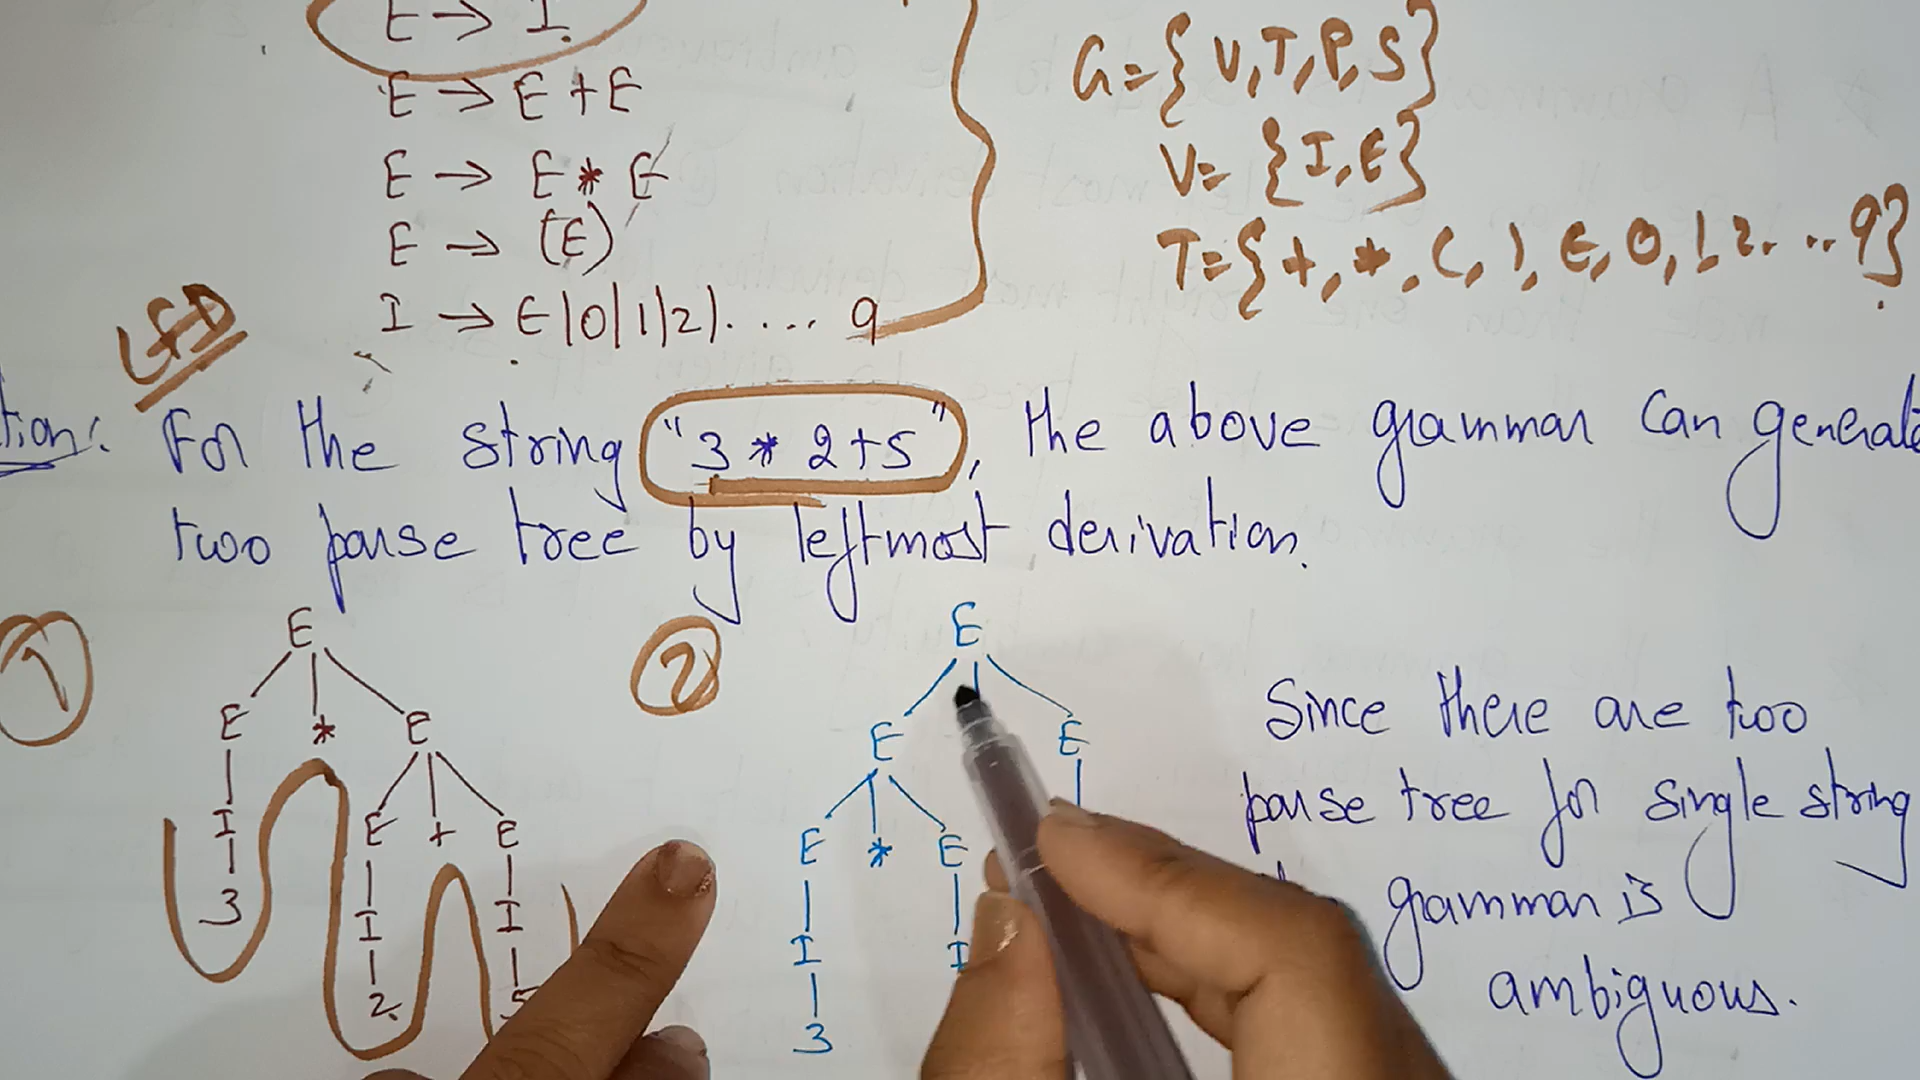 E → I
E → E + E
E → E * E
E → (E)
I → ϵ|0|1|2|.... 9
G = { V, T, P, S }
V = { I, E }
T = { +, *, (, ), ϵ, 0, 1 2. .. 9 }
LFD
tion: For the string "3 * 2+5", the above grammar can generate
two parse tree by leftmost derivation.
1
E
E * E
I E + E
3 I I
2 5
2
E
E E
E * E
I I
3
Since there are two
parse tree for single string
grammar is
ambiguous.